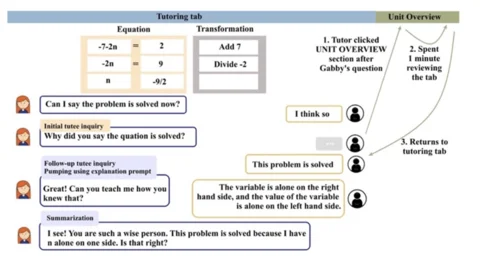 Tutoring tab
Unit Overview
Equation
Transformation
-7-2n = 2
Add 7
-2n = 9
Divide -2
n -9/2
1. Tutor clicked
UNIT OVERVIEW
section after
Gabby's question
2. Spent
1 minute
reviewing
the tab
Can I say the problem is solved now?
I think so
Initial tutee inquiry
Why did you say the quation is solved?
...
3. Returns to
tutoring tab
Follow-up tutee inquiry
Pumping using explanation prompt
This problem is solved
Great! Can you teach me how you
knew that?
The variable is alone on the right
hand side, and the value of the variable
is alone on the left hand side.
Summarization
I see! You are such a wise person. This problem is solved because I have
n alone on one side. Is that right?